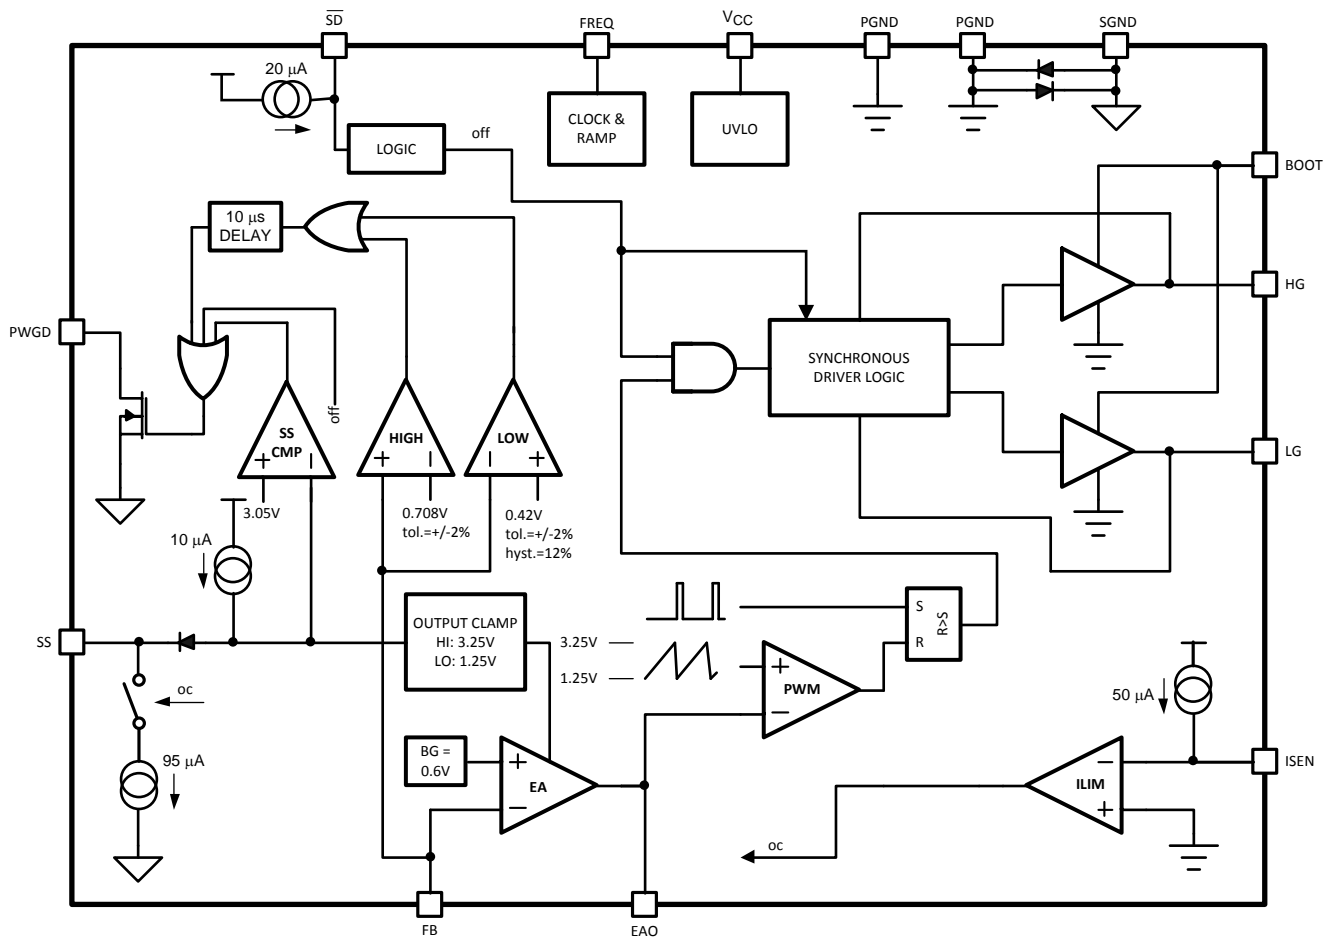 SD
FREQ
VCC
PGND
PGND
SGND
20 μA
LOGIC
off
CLOCK &
RAMP
UVLO
BOOT
10 μs
DELAY
HG
PWGD
SYNCHRONOUS
DRIVER LOGIC
off
SS
CMP
+
–
HIGH
+
–
LOW
–
+
LG
3.05V
0.708V
tol.=+/-2%
0.42V
tol.=+/-2%
hyst.=12%
10 μA
OUTPUT CLAMP
HI: 3.25V
LO: 1.25V
3.25V
1.25V
S
R
R>S
SS
oc
95 μA
+
PWM
–
50 μA
BG =
0.6V
+
EA
–
ISEN
–
ILIM
+
oc
FB
EAO